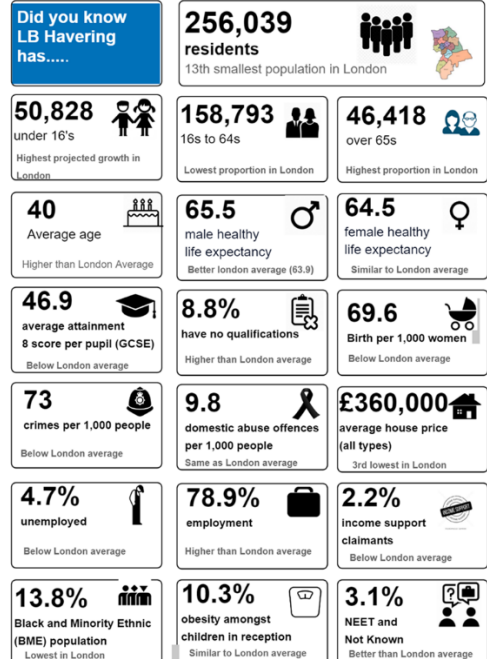 Did you know
LB Havering
has.....
256,039
residents
13th smallest population in London
50,828
under 16's
Highest projected growth in
London
158,793
16s to 64s
Lowest proportion in London
46,418
over 65s
Highest proportion in London
40
Average age
Higher than London Average
65.5
male healthy
life expectancy
Better london average (63.9)
64.5
female healthy
life expectancy
Similar to London average
46.9
average attainment
8 score per pupil (GCSE)
Below London average
8.8%
have no qualifications
Higher than London average
69.6
Birth per 1,000 women
Below London average
73
crimes per 1,000 people
Below London average
9.8
domestic abuse offences
per 1,000 people
Same as London average
£360,000
average house price
(all types)
3rd lowest in London
4.7%
unemployed
Below London average
78.9%
employment
Higher than London average
2.2%
INCOME SUPPORT
income support
claimants
Below London average
13.8%
Black and Minority Ethnic
(BME) population
Lowest in London
10.3%
obesity amongst
children in reception
Similar to London average
3.1%
?
NEET and
Not Known
Better than London average